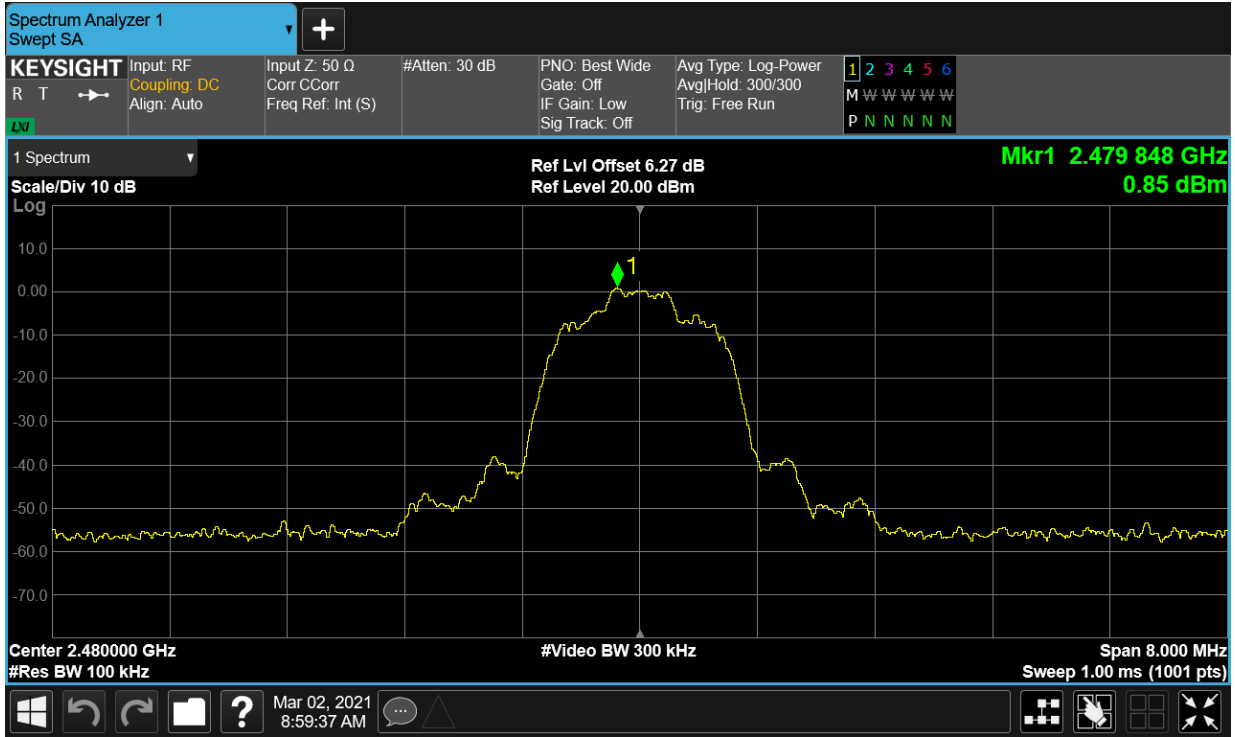 Spectrum Analyzer 1
Swept SA
KEYSIGHT
R T
LXI
Input: RF
Coupling: DC
Align: Auto
Input Z: 50 Ω
Corr CCorr
Freq Ref: Int (S)
#Atten: 30 dB
PNO: Best Wide
Gate: Off
IF Gain: Low
Sig Track: Off
Avg Type: Log-Power
Avg|Hold: 300/300
Trig: Free Run
1 2 3 4 5 6
M W W W W W
P N N N N N
1 Spectrum
Scale/Div 10 dB
Log
Ref Lvl Offset 6.27 dB
Ref Level 20.00 dBm
Mkr1 2.479 848 GHz
0.85 dBm
10.0
0.00
-10.0
-20.0
-30.0
-40.0
-50.0
-60.0
-70.0
1
Center 2.480000 GHz
#Res BW 100 kHz
#Video BW 300 kHz
Span 8.000 MHz
Sweep 1.00 ms (1001 pts)
?
Mar 02, 2021
8:59:37 AM